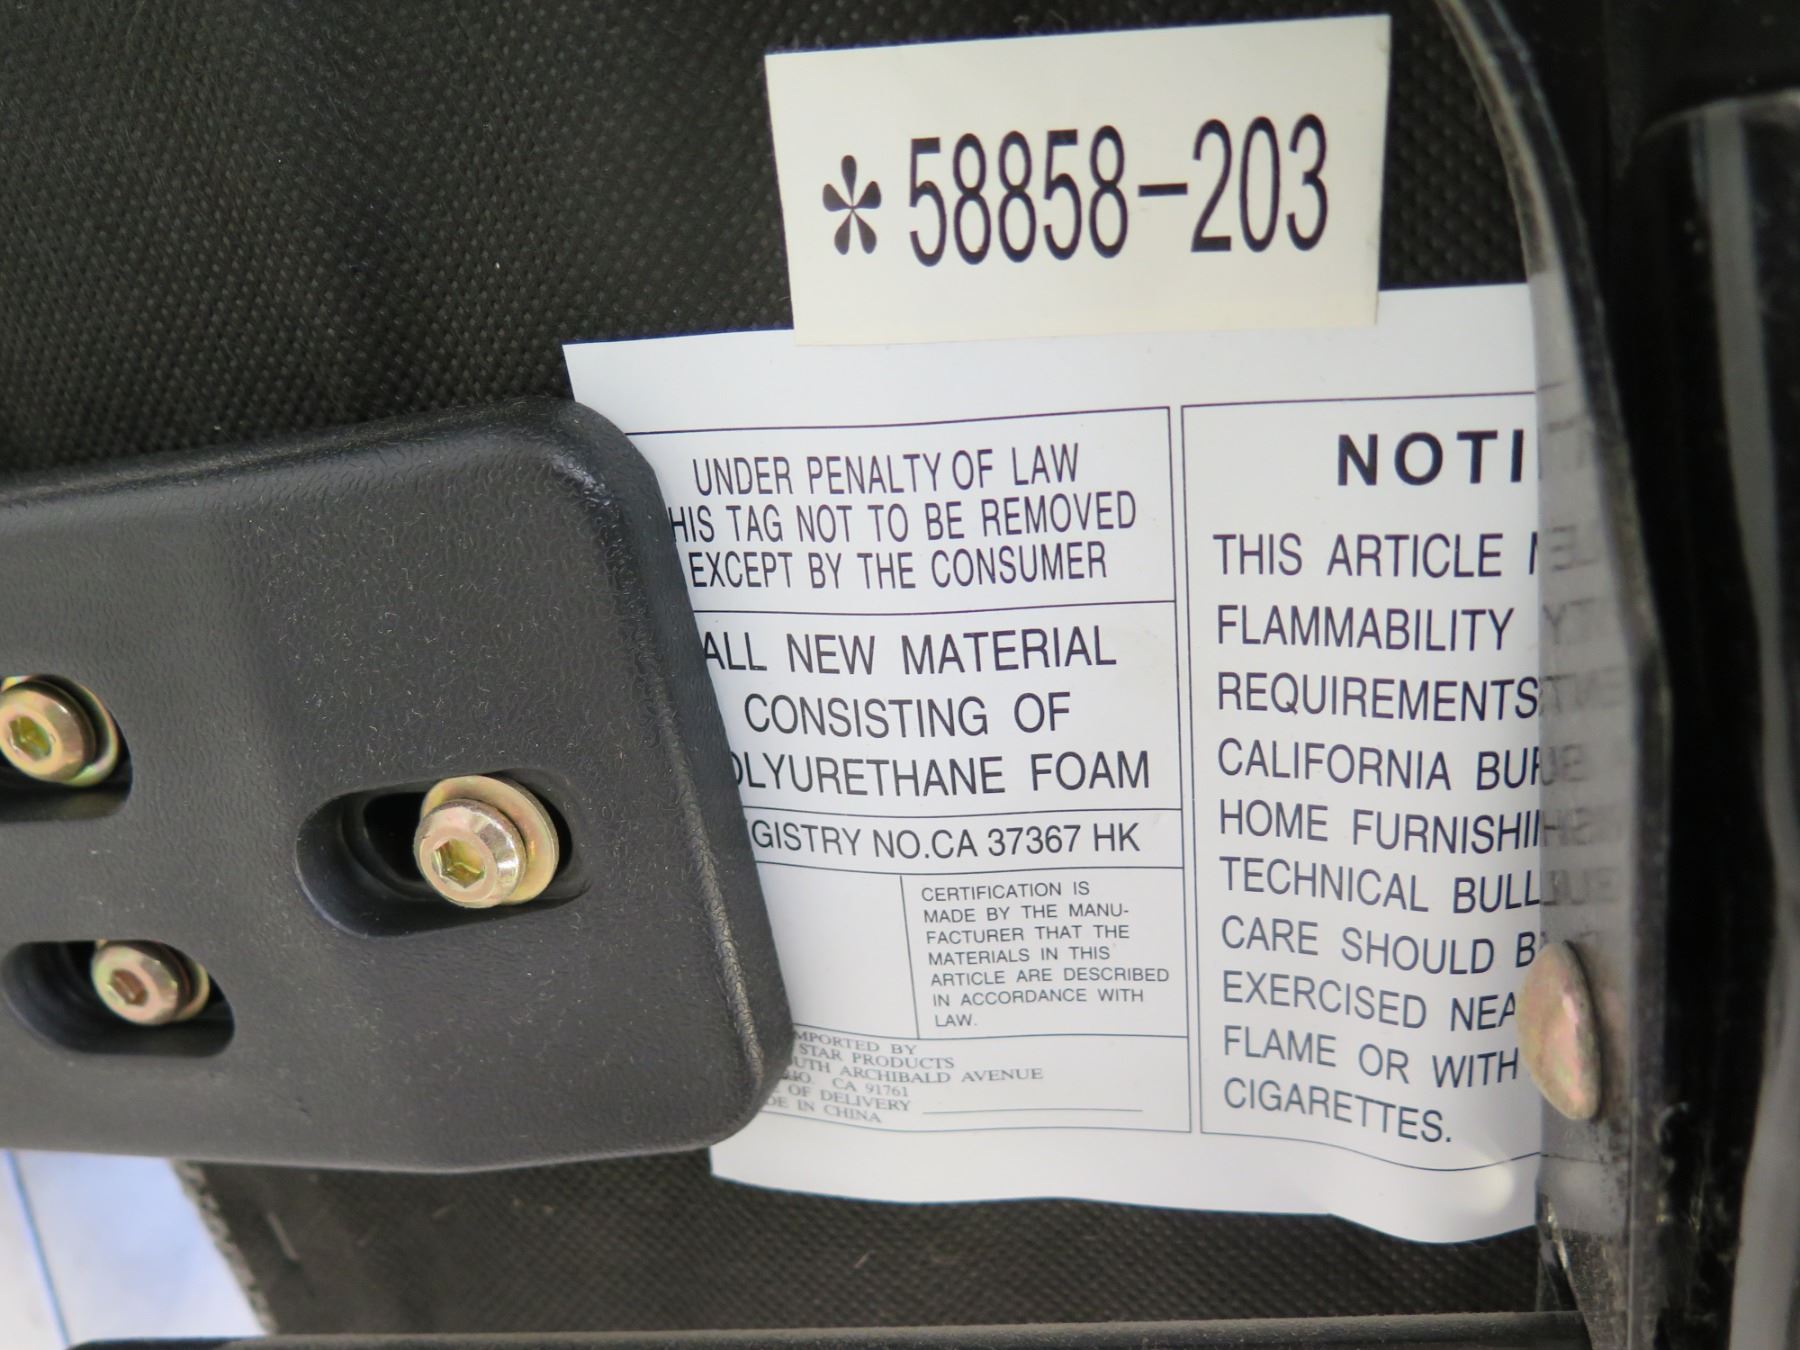 *58858-203
UNDER PENALTY OF LAW
HIS TAG NOT TO BE REMOVED
EXCEPT BY THE CONSUMER
ALL NEW MATERIAL
CONSISTING OF
OLYURETHANE FOAM
GISTRY NO.CA 37367 HK
CERTIFICATION IS
MADE BY THE MANU-
FACTURER THAT THE
MATERIALS IN THIS
ARTICLE ARE DESCRIBED
IN ACCORDANCE WITH
LAW.
MPORTED BY
STAR PRODUCTS
UTH ARCHIBALD AVENUE
RIO, CA 91761
E OF DELIVERY
DE IN CHINA
NOTI
THIS ARTICLE
FLAMMABILITY
REQUIREMENTS
CALIFORNIA BUR
HOME FURNISHI
TECHNICAL BULL
CARE SHOULD B
EXERCISED NEA
FLAME OR WITH
CIGARETTES.